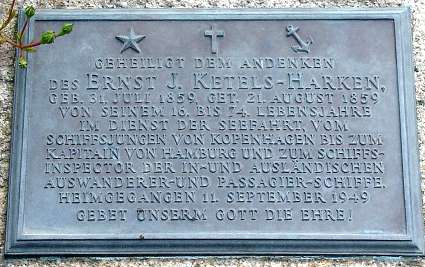 GEHEILIGT DEM ANDENKEN
DES ERNST J. KETELS-HARKEN,
GEB. 31. JULI 1859, GET. 21. AUGUST 1859
VON SEINEM 16. BIS 74. LEBENSJAHRE
IM DIENST DER SEEFAHRT, VOM
SCHIFFSJUNGEN VON KOPENHAGEN BIS ZUM
KAPITAIN VON HAMBURG UND ZUM SCHIFFS-
INSPECTOR DER IN-UND AUSLÄNDISCHEN
AUSWANDERER-UND PASSAGIER-SCHIFFE.
HEIMGEGANGEN 11. SEPTEMBER 1949
GEBET UNSERM GOTT DIE EHRE!